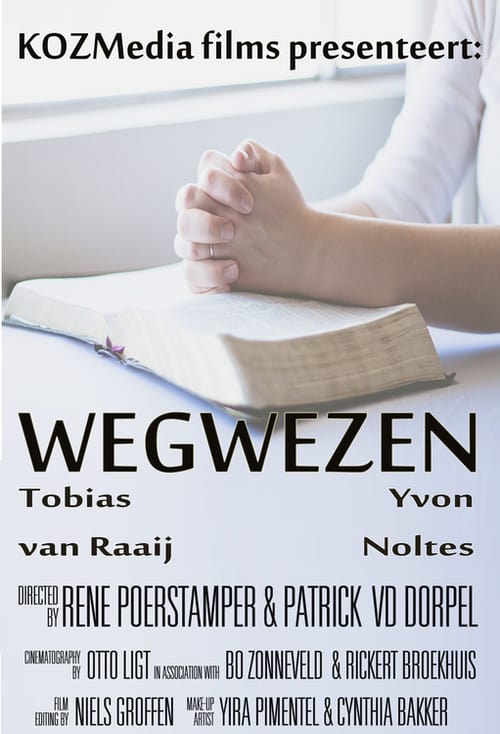 KOZMedia films presenteert:
WEGWEZEN
Tobias Yvon
van Raaij Noltes
DIRECTED BY RENE POERSTAMPER & PATRICK VD DORPEL
CINEMATOGRAPHY BY OTTO LIGT IN ASSOCIATION WITH BO ZONNEVELD & RICKERT BROEKHUIS
FILM EDITING BY NIELS GROFFEN MAKE-UP ARTIST YIRA PIMENTEL & CYNTHIA BAKKER